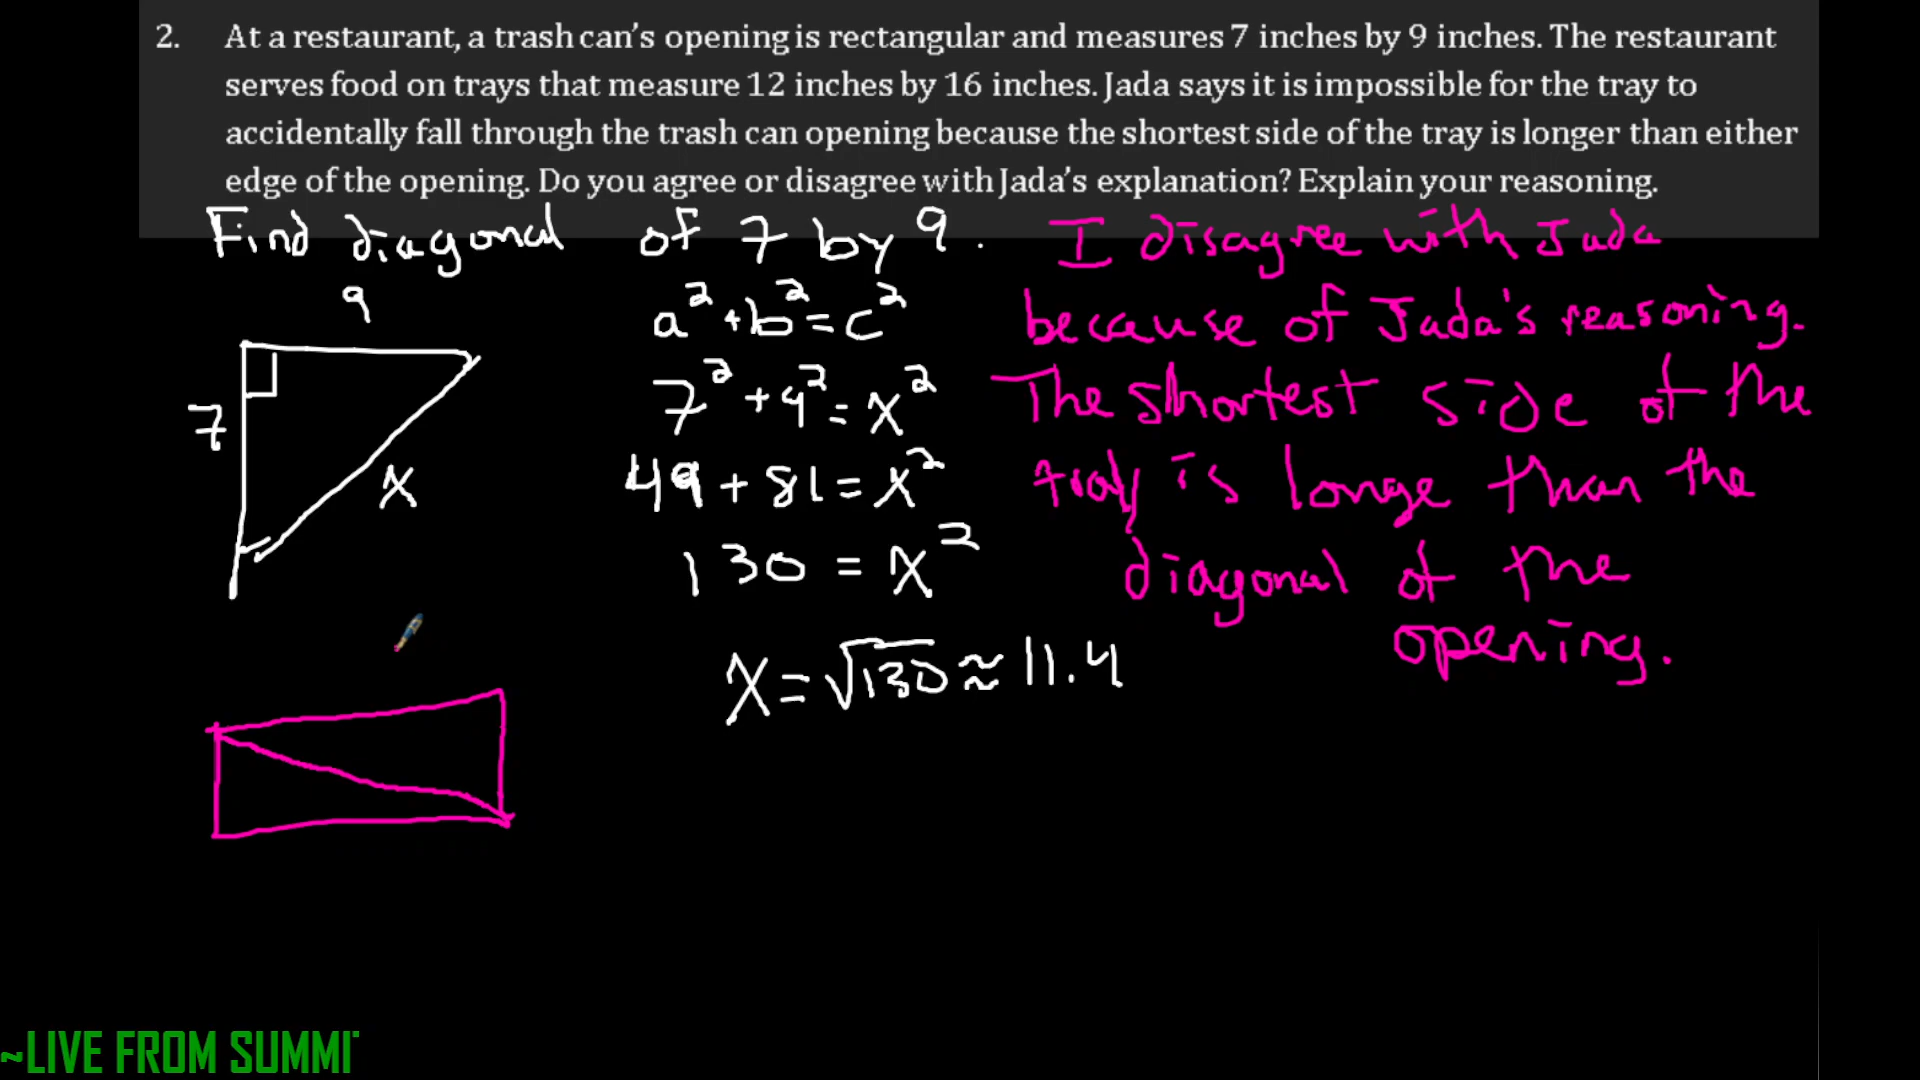 2. At a restaurant, a trash can's opening is rectangular and measures 7 inches by 9 inches. The restaurant
serves food on trays that measure 12 inches by 16 inches. Jada says it is impossible for the tray to
accidentally fall through the trash can opening because the shortest side of the tray is longer than either
edge of the opening. Do you agree or disagree with Jada's explanation? Explain your reasoning.
Find diagonal of 7 by 9.
9
7
x
a²+b²=c²
7²+9²=x²
49+81=x²
130=x²
x=√130≈11.4
I disagree with Jada
because of Jada's reasoning.
The shortest side of the
tray is longe than the
diagonal of the
opening.
~LIVE FROM SUMMI